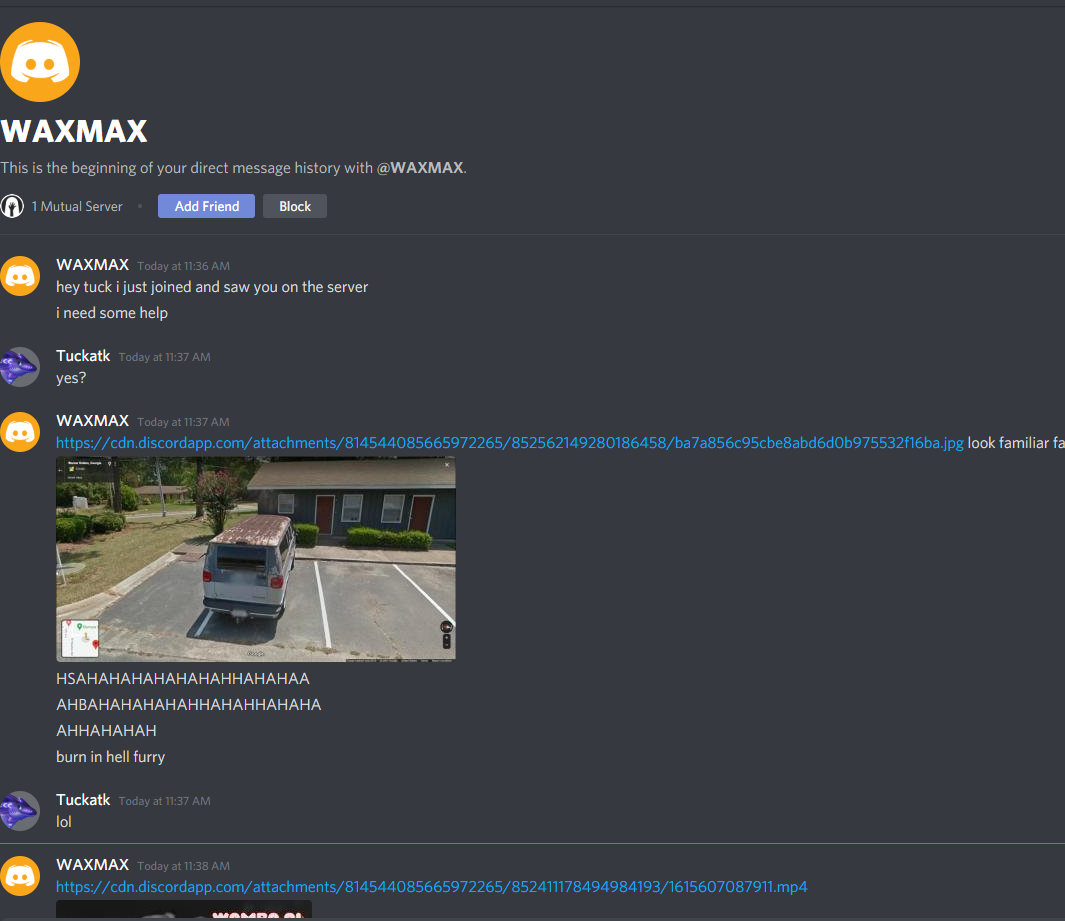 WAXMAX
This is the beginning of your direct message history with @WAXMAX.
1 Mutual Server
Add Friend
Block
WAXMAX Today at 11:36 AM
hey tuck i just joined and saw you on the server
i need some help
Tuckatk Today at 11:37 AM
yes?
WAXMAX Today at 11:37 AM
https://cdn.discordapp.com/attachments/814544085665972265/852562149280186458/ba7a856c95cbe8abd6d0b975532f16ba.jpg look familiar fa
Google
HSAHAHAHAHAHAHAHHAHAHAA
AHBAHAHAHAHAHHAHAHHAHAHA
AHHAHAHAH
burn in hell furry
Tuckatk Today at 11:37 AM
lol
WAXMAX Today at 11:38 AM
https://cdn.discordapp.com/attachments/814544085665972265/852411178494984193/1615607087911.mp4